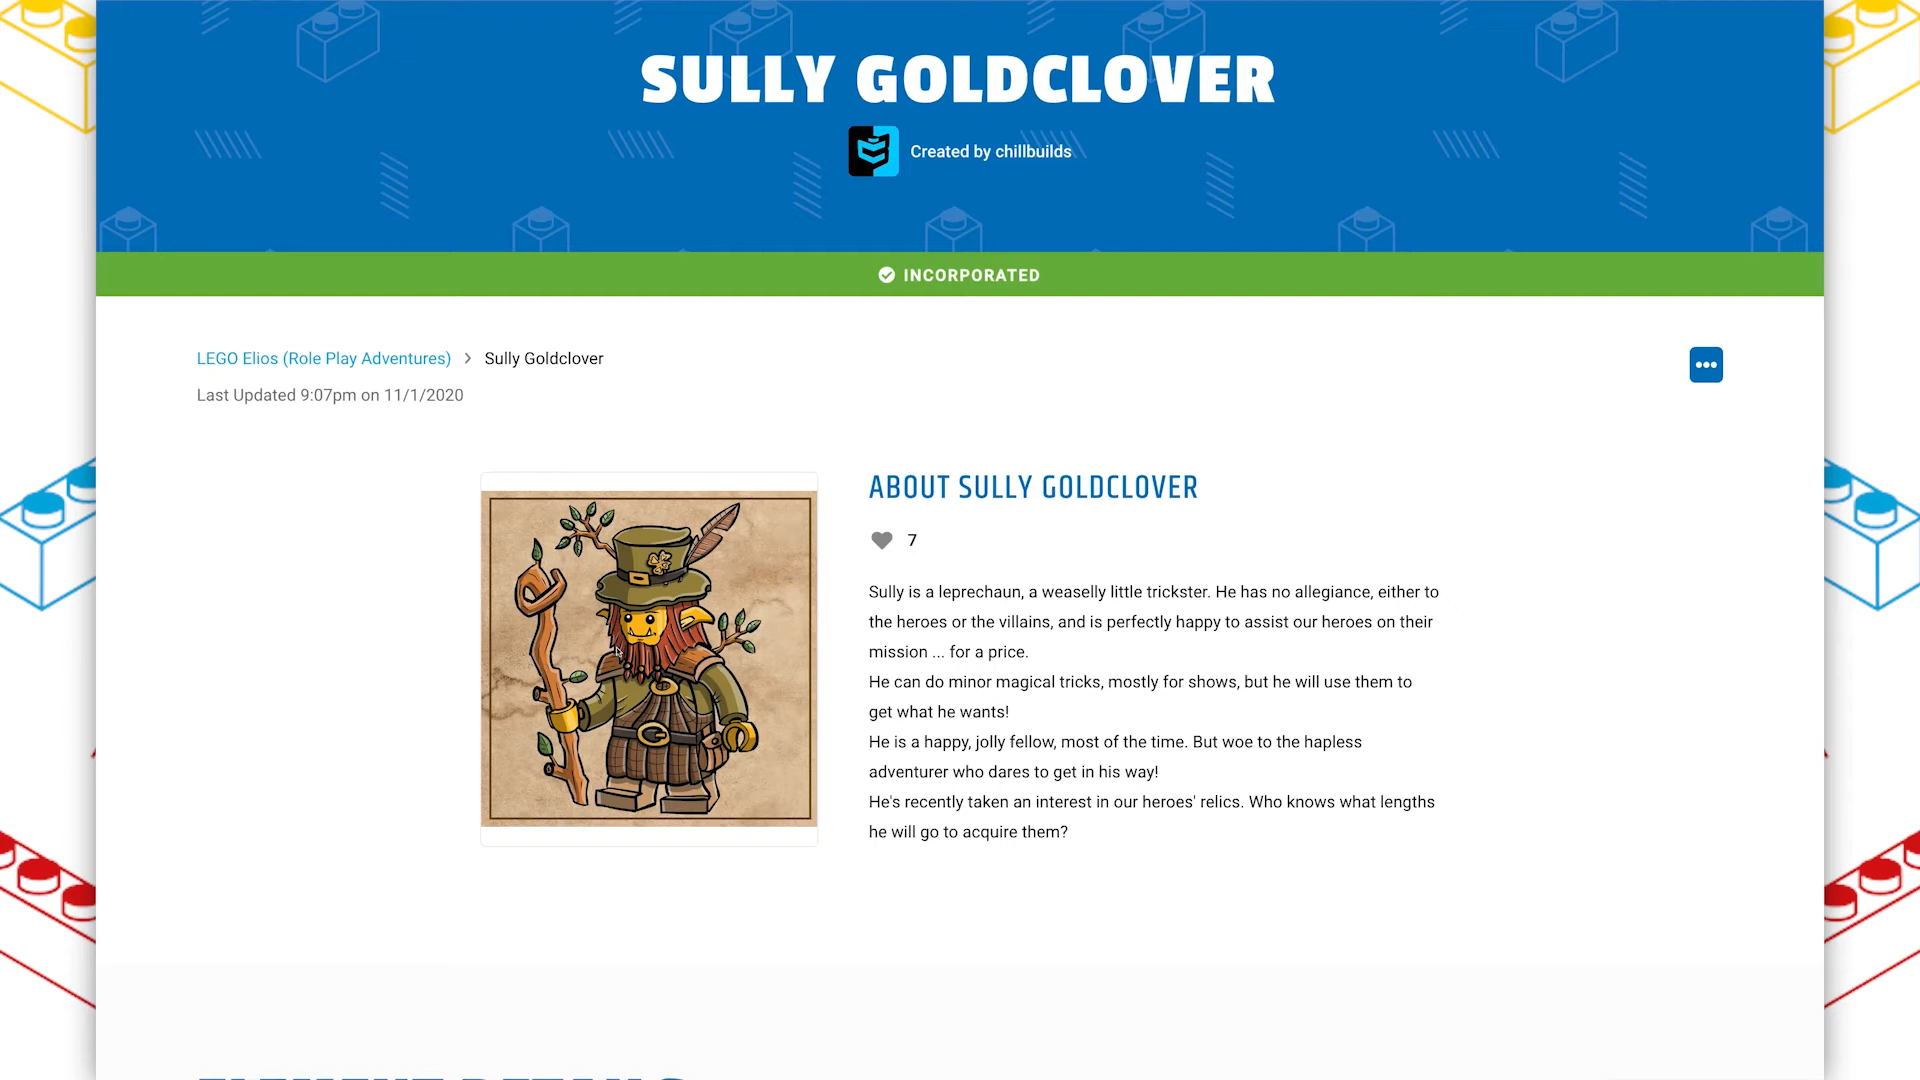 SULLY GOLDCLOVER
Created by chillbuilds
INCORPORATED
LEGO Elios (Role Play Adventures) > Sully Goldclover
Last Updated 9:07pm on 11/1/2020
ABOUT SULLY GOLDCLOVER
7
Sully is a leprechaun, a weaselly little trickster. He has no allegiance, either to
the heroes or the villains, and is perfectly happy to assist our heroes on their
mission ... for a price.
He can do minor magical tricks, mostly for shows, but he will use them to
get what he wants!
He is a happy, jolly fellow, most of the time. But woe to the hapless
adventurer who dares to get in his way!
He's recently taken an interest in our heroes' relics. Who knows what lengths
he will go to acquire them?